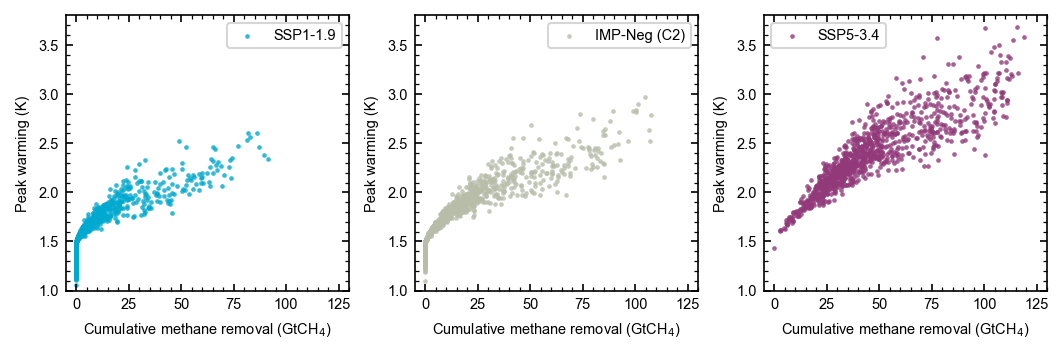 SSP1-1.9
Peak warming (K)
3.5
3.0
2.5
2.0
1.5
1.0
0 25 50 75 100 125
Cumulative methane removal (GtCH₄)
IMP-Neg (C2)
Peak warming (K)
3.5
3.0
2.5
2.0
1.5
1.0
0 25 50 75 100 125
Cumulative methane removal (GtCH₄)
SSP5-3.4
Peak warming (K)
3.5
3.0
2.5
2.0
1.5
1.0
0 25 50 75 100 125
Cumulative methane removal (GtCH₄)